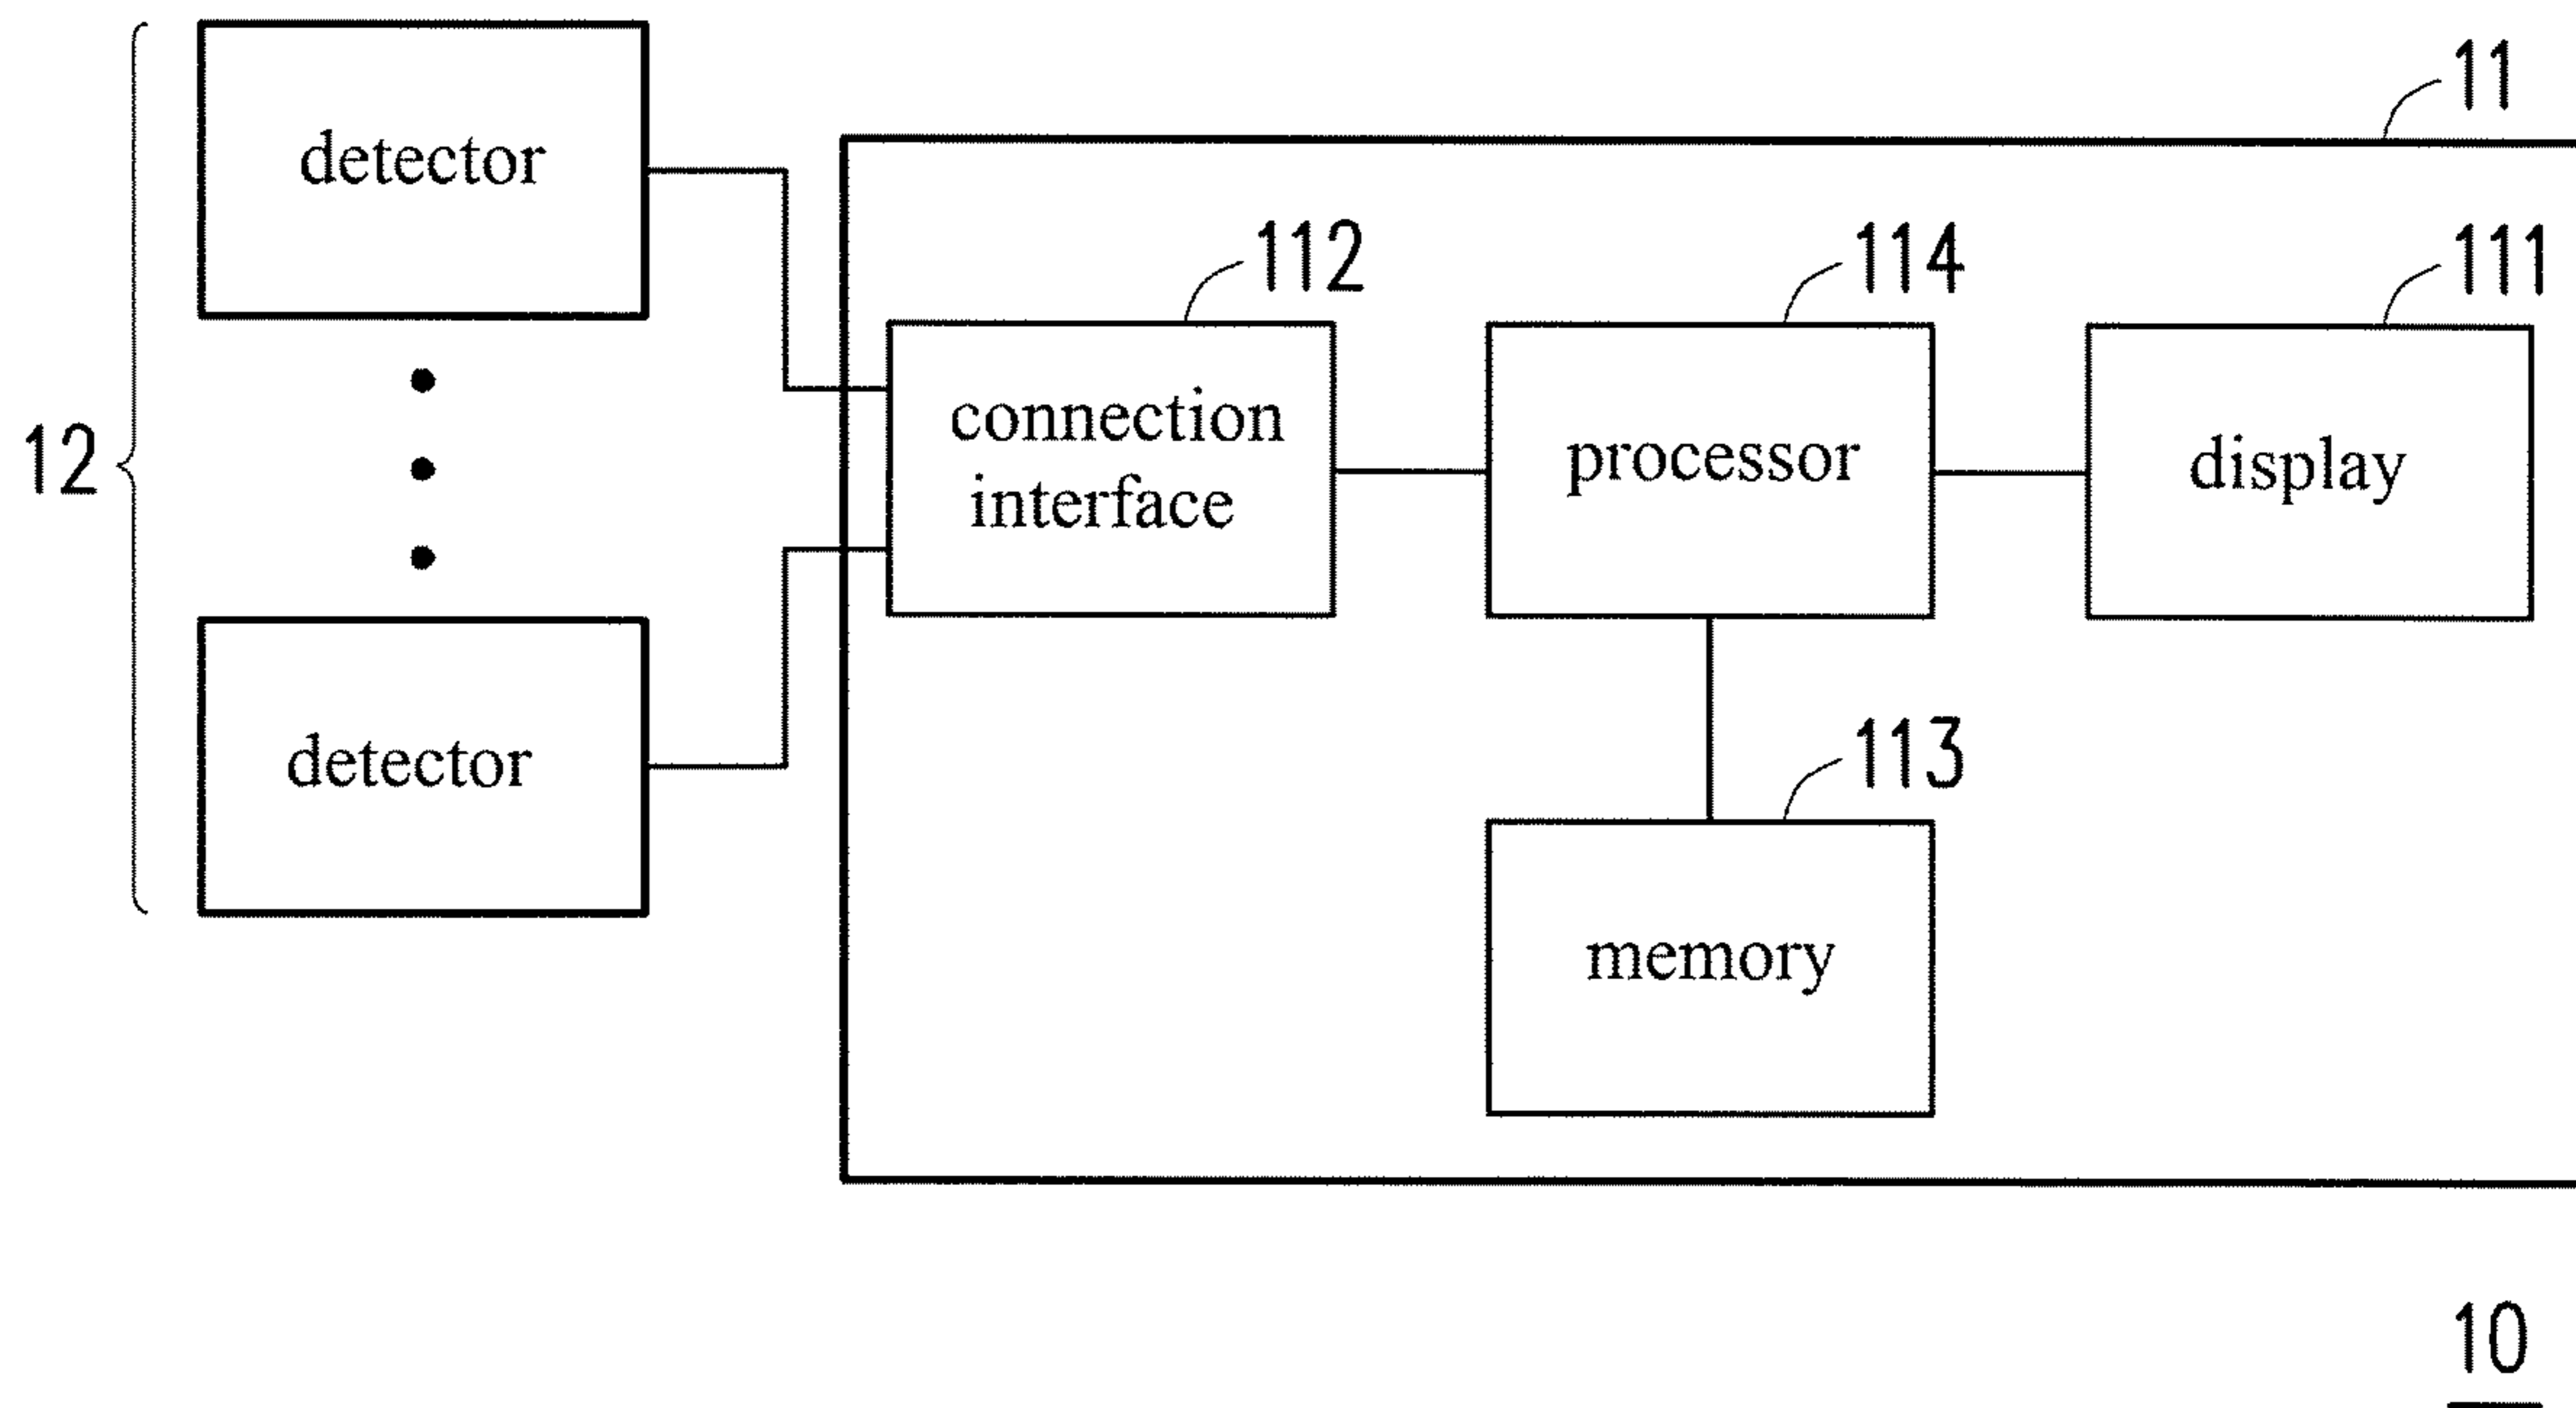 11
detector
112
114
111
connection
interface
processor
display
12
detector
113
memory
10